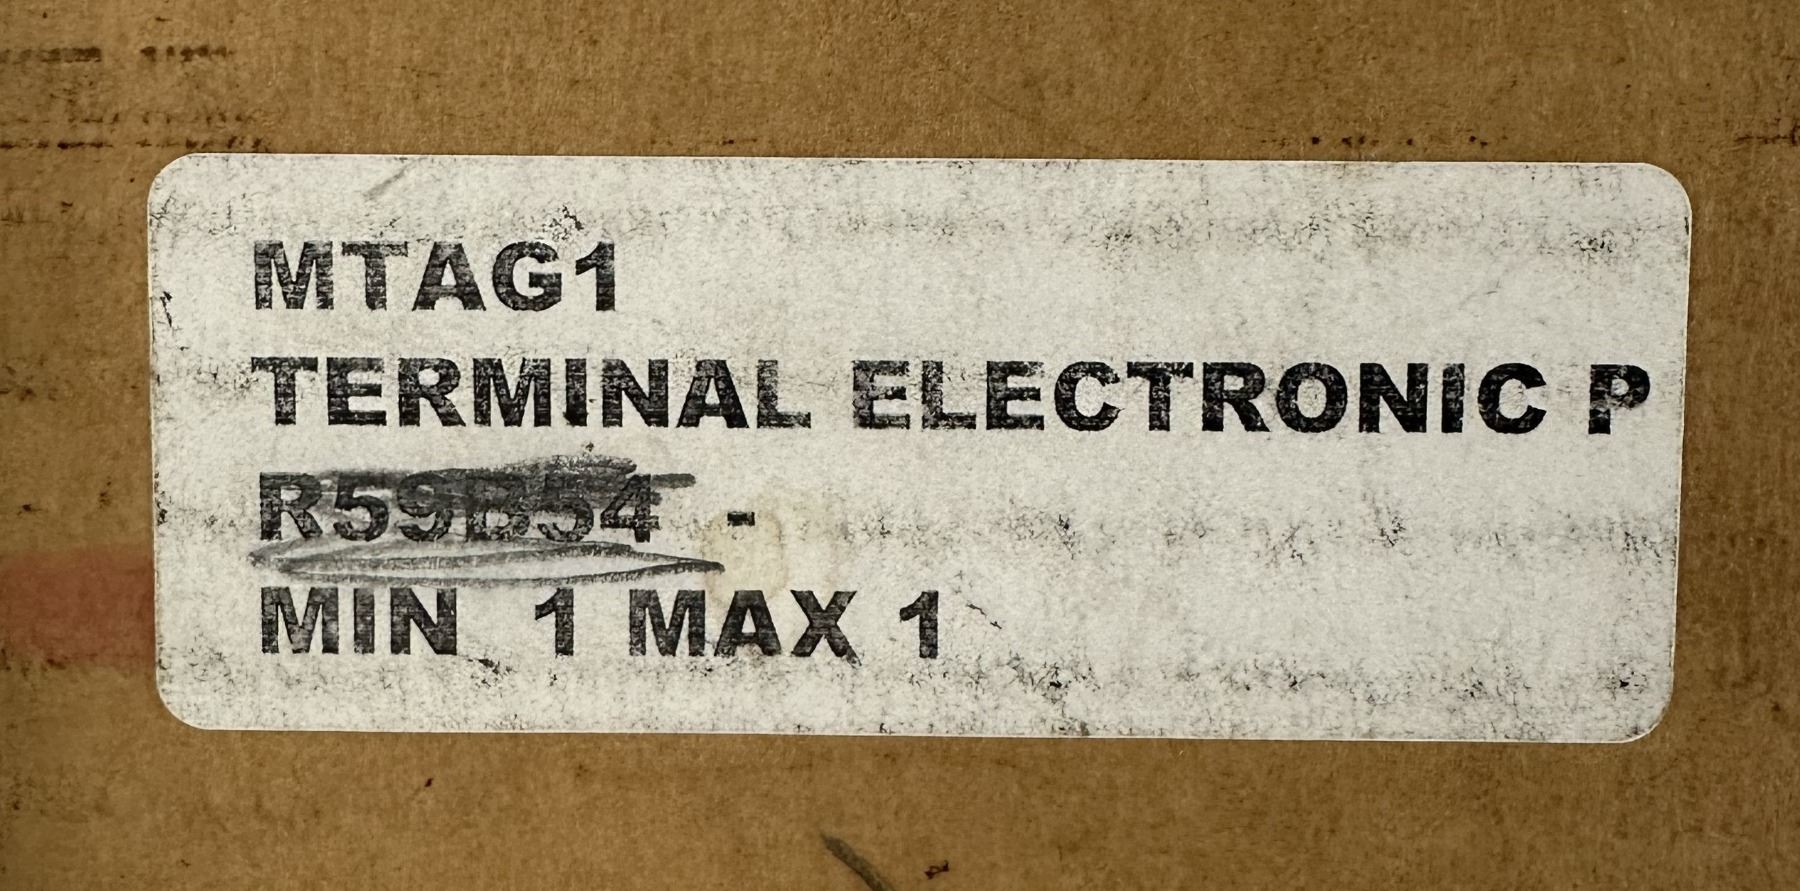 MTAG1
TERMINAL ELECTRONIC P
R59B54 -
MIN 1 MAX 1